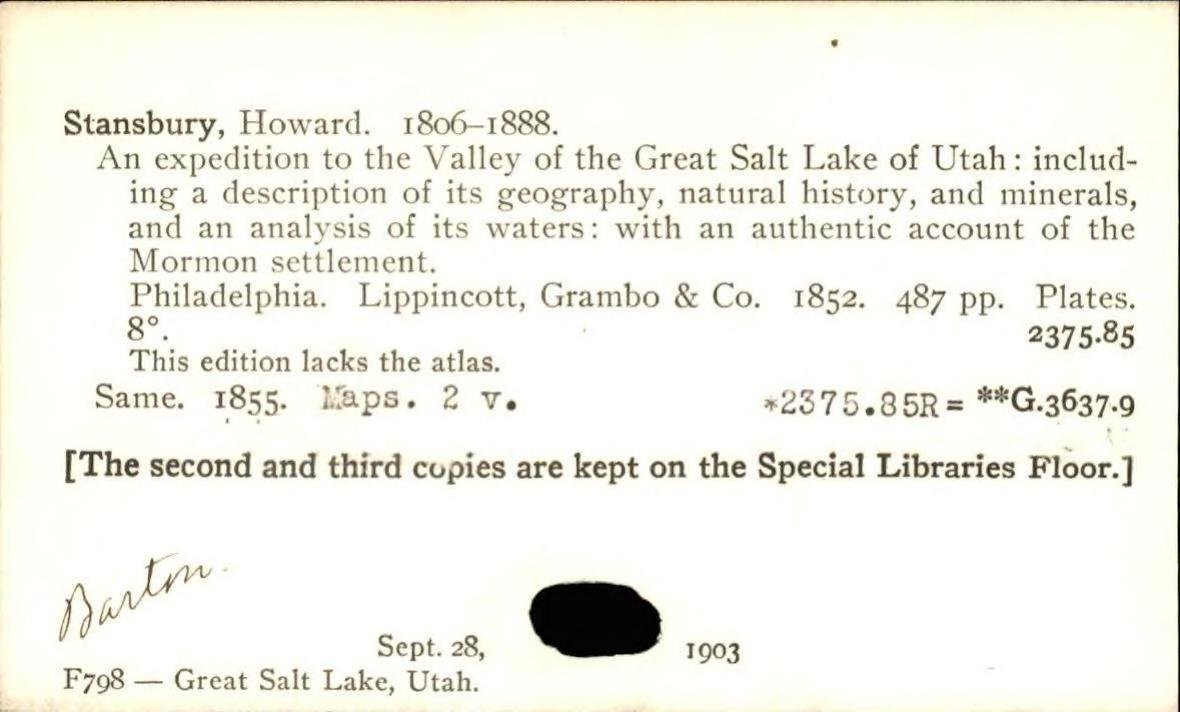 Stansbury, Howard. 1806–1888.
An expedition to the Valley of the Great Salt Lake of Utah: includ-
ing a description of its geography, natural history, and minerals,
and an analysis of its waters: with an authentic account of the
Mormon settlement.
Philadelphia. Lippincott, Grambo & Co. 1852. 487 pp. Plates.
8°. 2375.85
This edition lacks the atlas.
Same. 1855. Maps. 2 v. *2375.85R = **G.3637.9
[The second and third copies are kept on the Special Libraries Floor.]
Barton.
Sept. 28, 1903
F798 — Great Salt Lake, Utah.